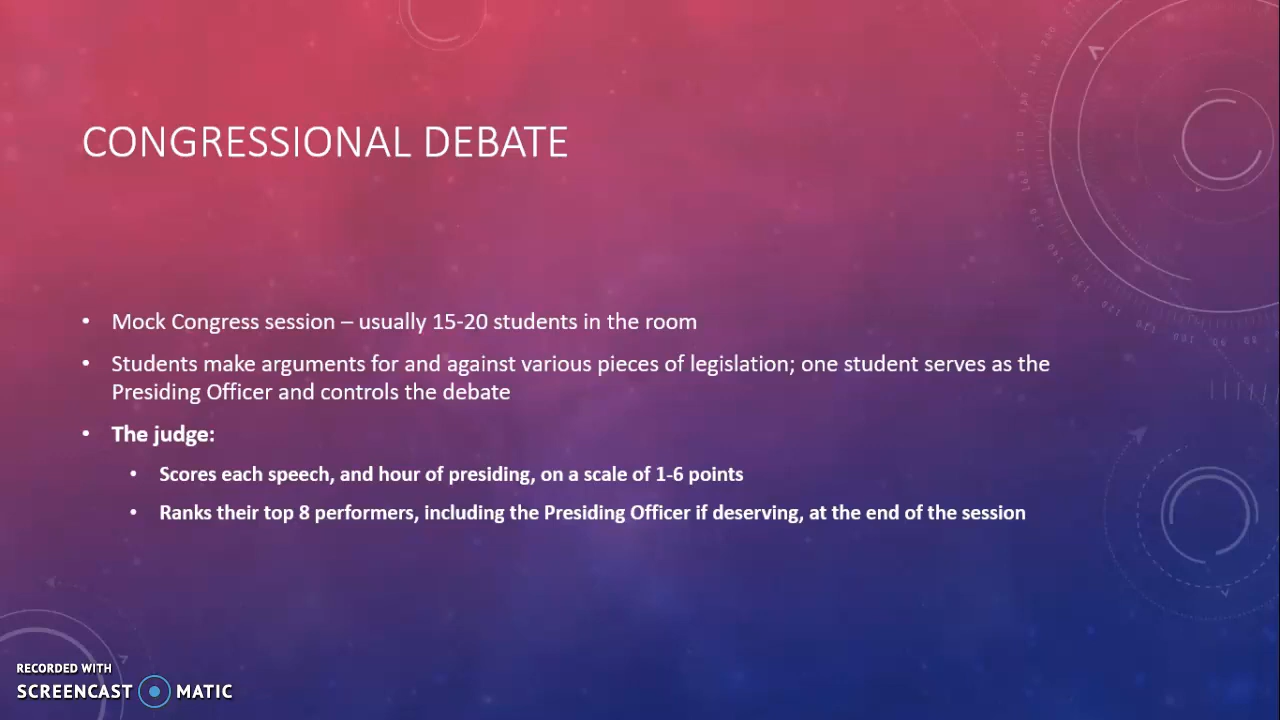 CONGRESSIONAL DEBATE
• Mock Congress session – usually 15-20 students in the room
• Students make arguments for and against various pieces of legislation; one student serves as the
Presiding Officer and controls the debate
• The judge:
• Scores each speech, and hour of presiding, on a scale of 1-6 points
• Ranks their top 8 performers, including the Presiding Officer if deserving, at the end of the session
RECORDED WITH
SCREENCAST MATIC